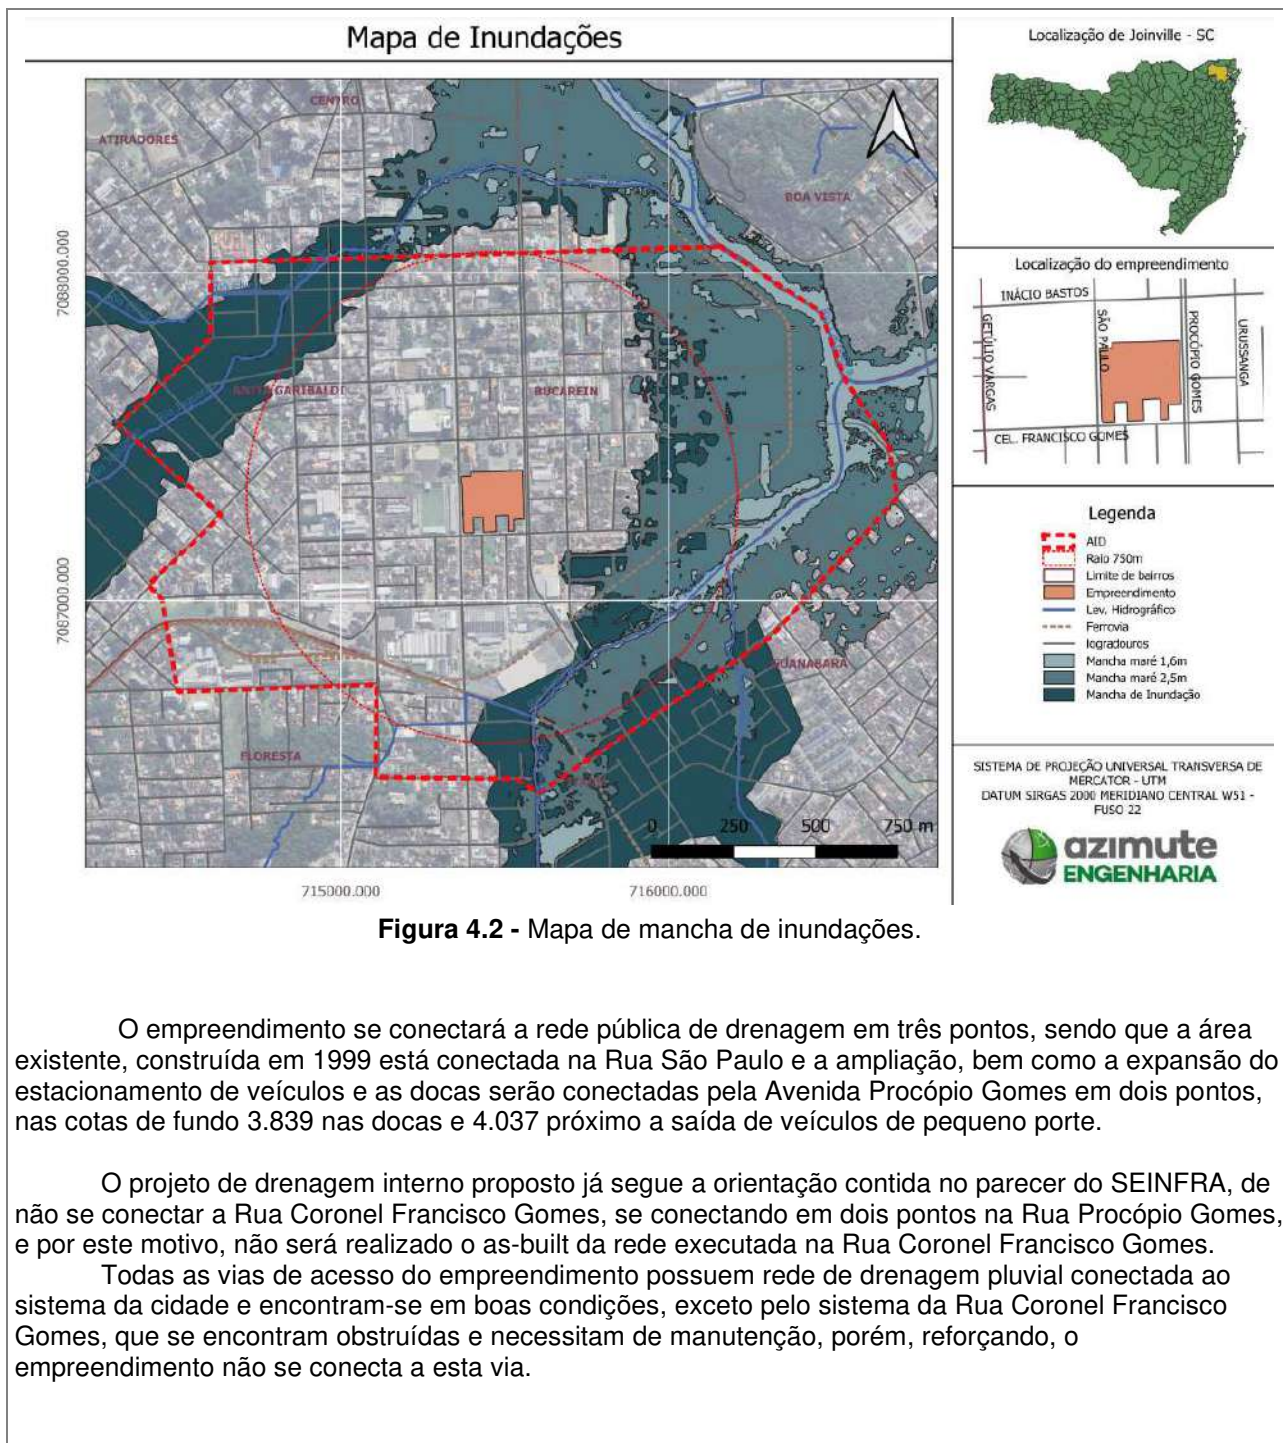 Mapa de Inundações
Localização de Joinville - SC
CENTRO
ATIRADORES
BOA VISTA
ANITA GARIBALDI
BUCAREIN
GUANABARA
FLORESTA
7088000.000
7087000.000
715000.000
716000.000
0 250 500 750 m
Localização do empreendimento
INÁCIO BASTOS
GETÚLIO VARGAS
SÃO PAULO
PROCÓPIO GOMES
URUSSANGA
CEL. FRANCISCO GOMES
Legenda
AID
Raio 750m
Limite de bairros
Empreendimento
Lev. Hidrográfico
Ferrovia
logradouros
Mancha maré 1,6m
Mancha maré 2,5m
Mancha de Inundação
SISTEMA DE PROJEÇÃO UNIVERSAL TRANSVERSA DE
MERCATOR - UTM
DATUM SIRGAS 2000 MERIDIANO CENTRAL W51 -
FUSO 22
azimute
ENGENHARIA
Figura 4.2 - Mapa de mancha de inundações.
O empreendimento se conectará a rede pública de drenagem em três pontos, sendo que a área
existente, construída em 1999 está conectada na Rua São Paulo e a ampliação, bem como a expansão do
estacionamento de veículos e as docas serão conectadas pela Avenida Procópio Gomes em dois pontos,
nas cotas de fundo 3.839 nas docas e 4.037 próximo a saída de veículos de pequeno porte.
O projeto de drenagem interno proposto já segue a orientação contida no parecer do SEINFRA, de
não se conectar a Rua Coronel Francisco Gomes, se conectando em dois pontos na Rua Procópio Gomes,
e por este motivo, não será realizado o as-built da rede executada na Rua Coronel Francisco Gomes.
Todas as vias de acesso do empreendimento possuem rede de drenagem pluvial conectada ao
sistema da cidade e encontram-se em boas condições, exceto pelo sistema da Rua Coronel Francisco
Gomes, que se encontram obstruídas e necessitam de manutenção, porém, reforçando, o
empreendimento não se conecta a esta via.